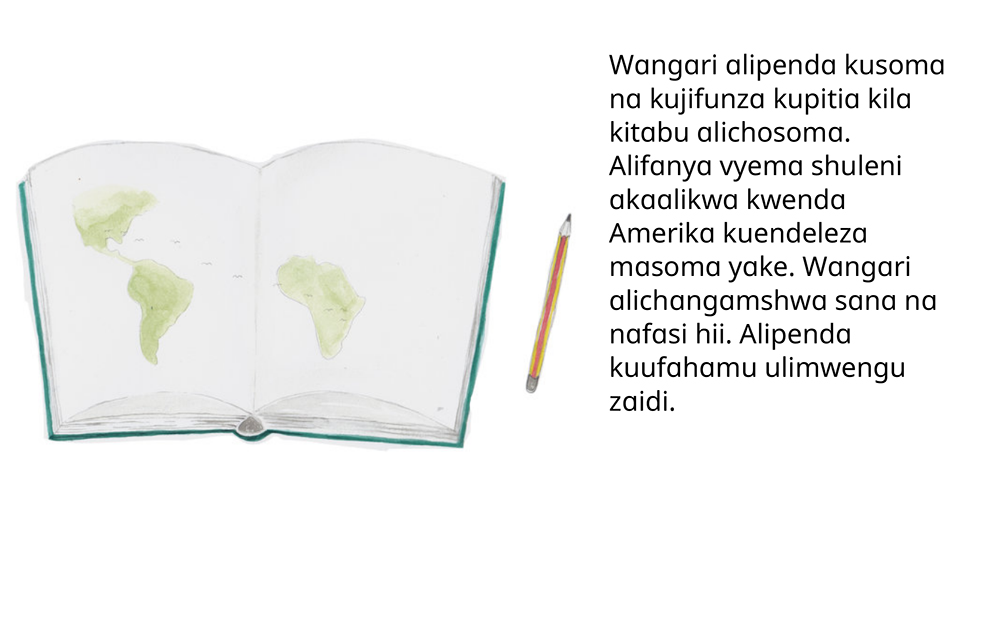 Wangari alipenda kusoma
na kujifunza kupitia kila
kitabu alichosoma.
Alifanya vyema shuleni
akaalikwa kwenda
Amerika kuendeleza
masoma yake. Wangari
alichangamshwa sana na
nafasi hii. Alipenda
kuufahamu ulimwengu
zaidi.